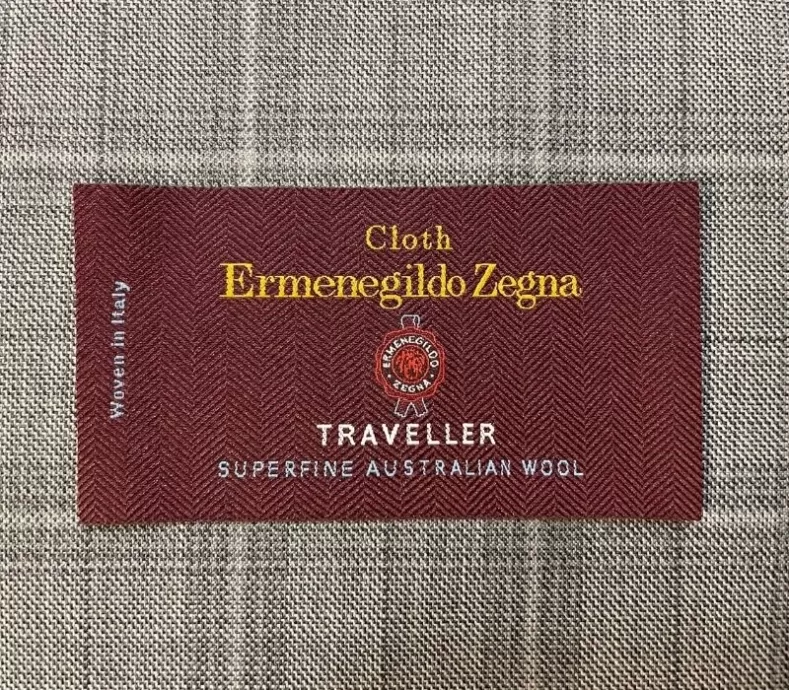 Cloth
Ermenegildo Zegna
ERMENEGILDO
ZEGNA
TRAVELLER
SUPERFINE AUSTRALIAN WOOL
Woven in Italy